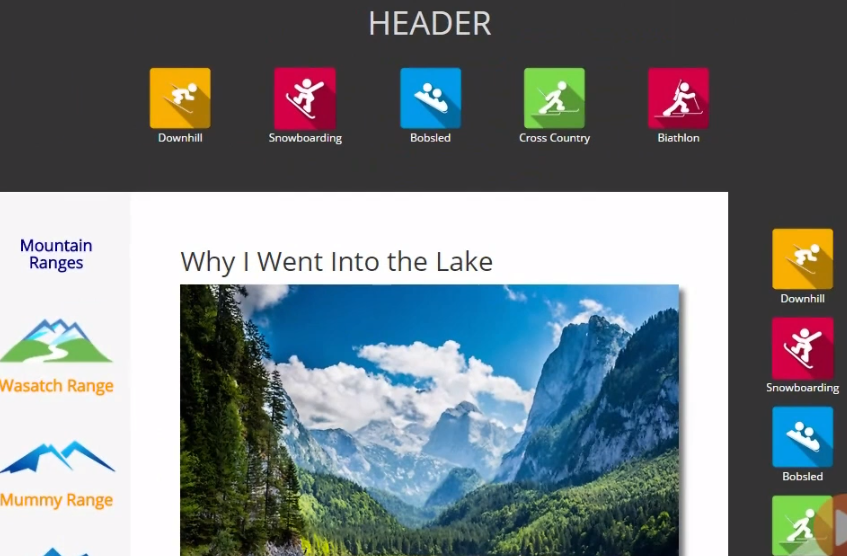 HEADER
Downhill
Snowboarding
Bobsled
Cross Country
Biathlon
Mountain
Ranges
Wasatch Range
Mummy Range
Why I Went Into the Lake
Downhill
Snowboarding
Bobsled